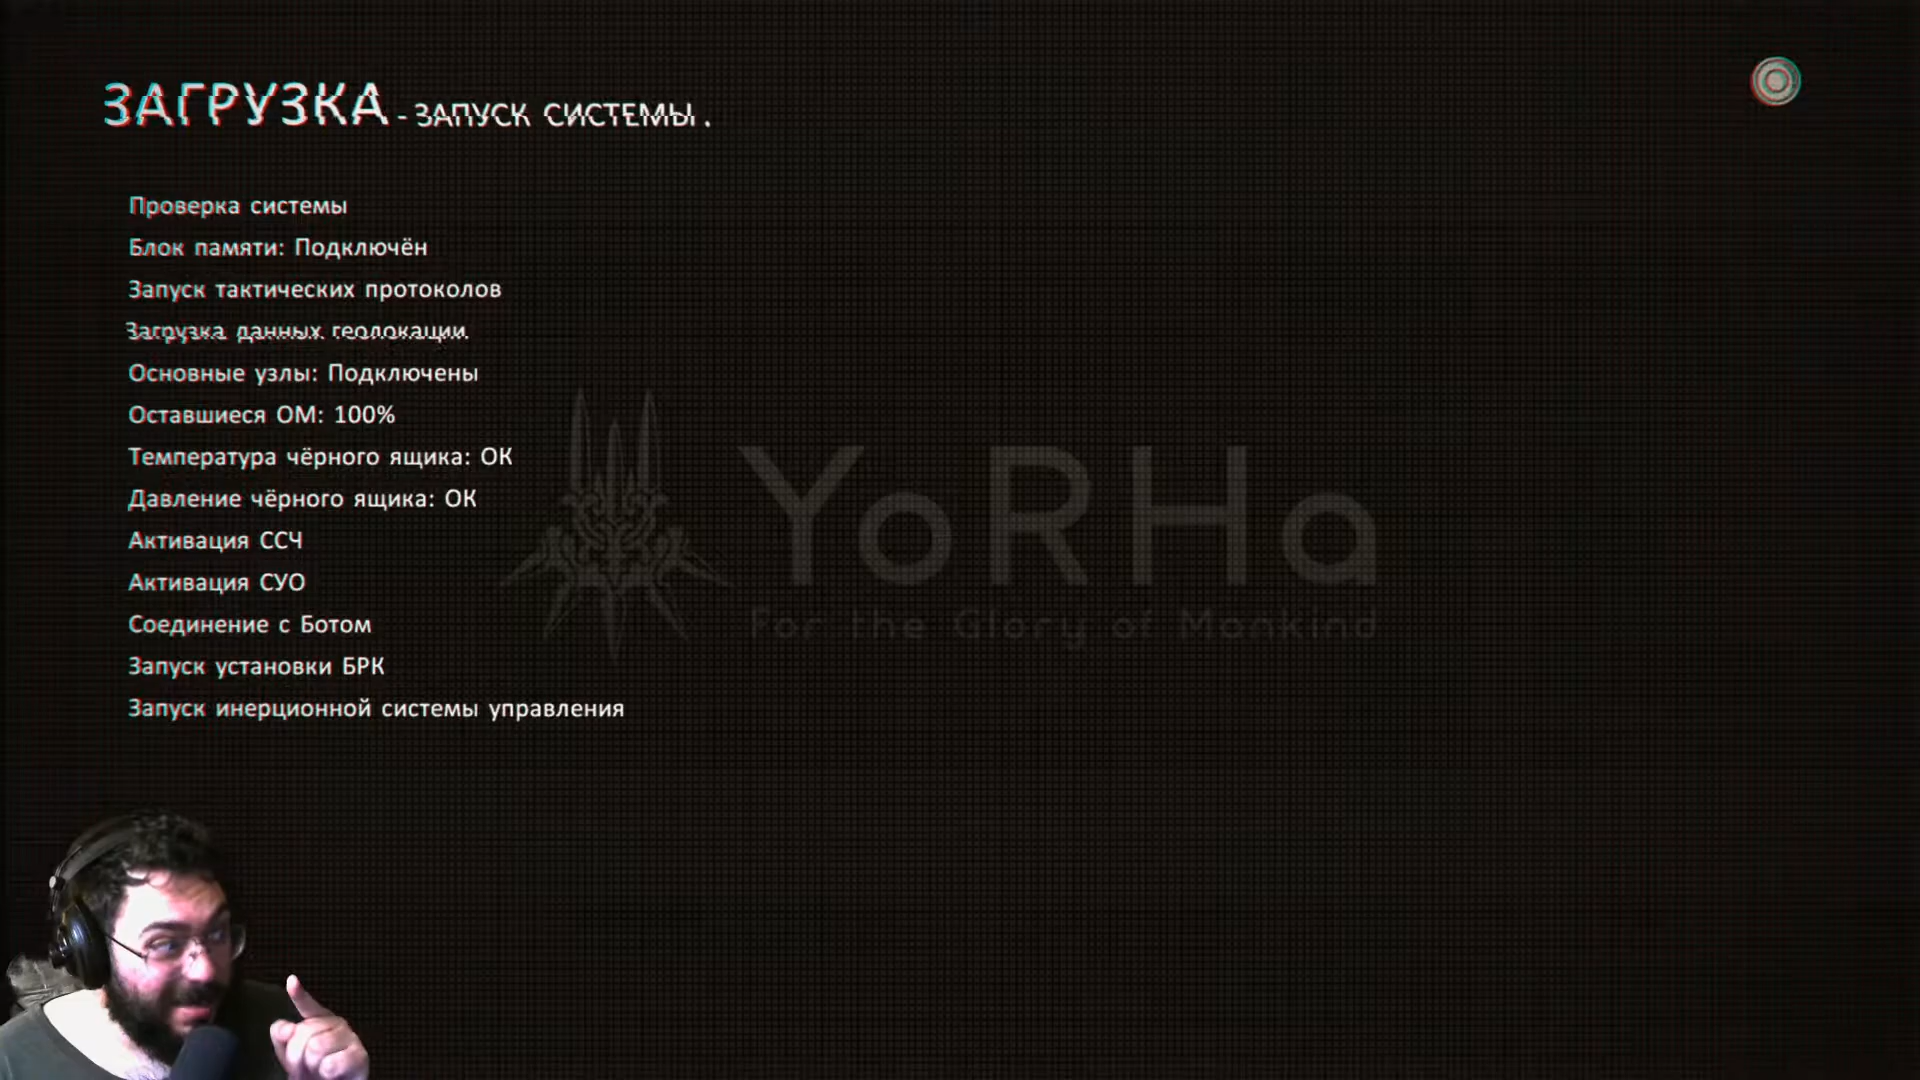 ЗАГРУЗКА - ЗАПУСК СИСТЕМЫ .
Проверка системы
Блок памяти: Подключён
Запуск тактических протоколов
Загрузка данных геолокации.
Основные узлы: Подключены
Оставшиеся ОМ: 100%
Температура чёрного ящика: ОК
Давление чёрного ящика: ОК
Активация ССЧ
Активация СУО
Соединение с Ботом
Запуск установки БРК
Запуск инерционной системы управления
YoRHa
For the Glory of Mankind